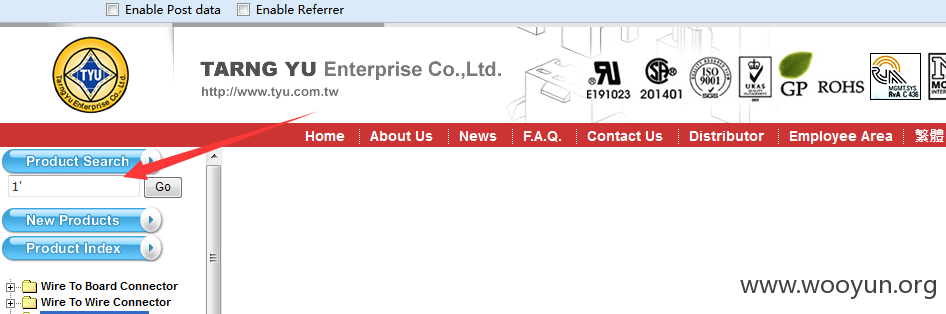 Enable Post data Enable Referrer
TYU
Tarng Yu Enterprise Co., Ltd.
TARNG YU Enterprise Co.,Ltd.
http://www.tyu.com.tw
E191023
201401
ISO
9001
SGS
UKAS
QUALITY
MANAGEMENT
GP
ROHS
MGMT.SYS.
RvA C 436
Home About Us News F.A.Q. Contact Us Distributor Employee Area 繁體
Product Search
1'
Go
New Products
Product Index
Wire To Board Connector
Wire To Wire Connector
www.wooyun.org